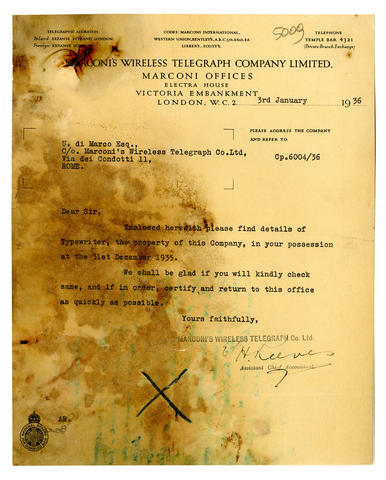 TELEGRAPHIC ADDRESSES
Inland: EXPANSE ESTRAND LONDON
Foreign: EXPANSE LONDON
CODES: MARCONI INTERNATIONAL,
WESTERN UNION, BENTLEY'S, A.B.C. 5th & 6th Ed.
LIEBER'S, SCOTT'S.
5009
TELEPHONE
TEMPLE BAR 4321
(Private Branch Exchange)
MARCONI'S WIRELESS TELEGRAPH COMPANY LIMITED,
MARCONI OFFICES
ELECTRA HOUSE
VICTORIA EMBANKMENT
LONDON, W.C.2. 3rd January 1936
PLEASE ADDRESS THE COMPANY
AND REFER TO
Cp.6004/36
U. di Marco Esq.,
C/o. Marconi's Wireless Telegraph Co.Ltd,
Via dei Condotti 11,
ROME.
Dear Sir,
Enclosed herewith please find details of
Typewriter, the property of this Company, in your possession
at the 31st December 1935.
We shall be glad if you will kindly check
same, and if in order, certify and return to this office
as quickly as possible.
Yours faithfully,
MARCONI'S WIRELESS TELEGRAPH Co. Ltd.
H. Reeves
Assistant Chief Accountant
X
AR.